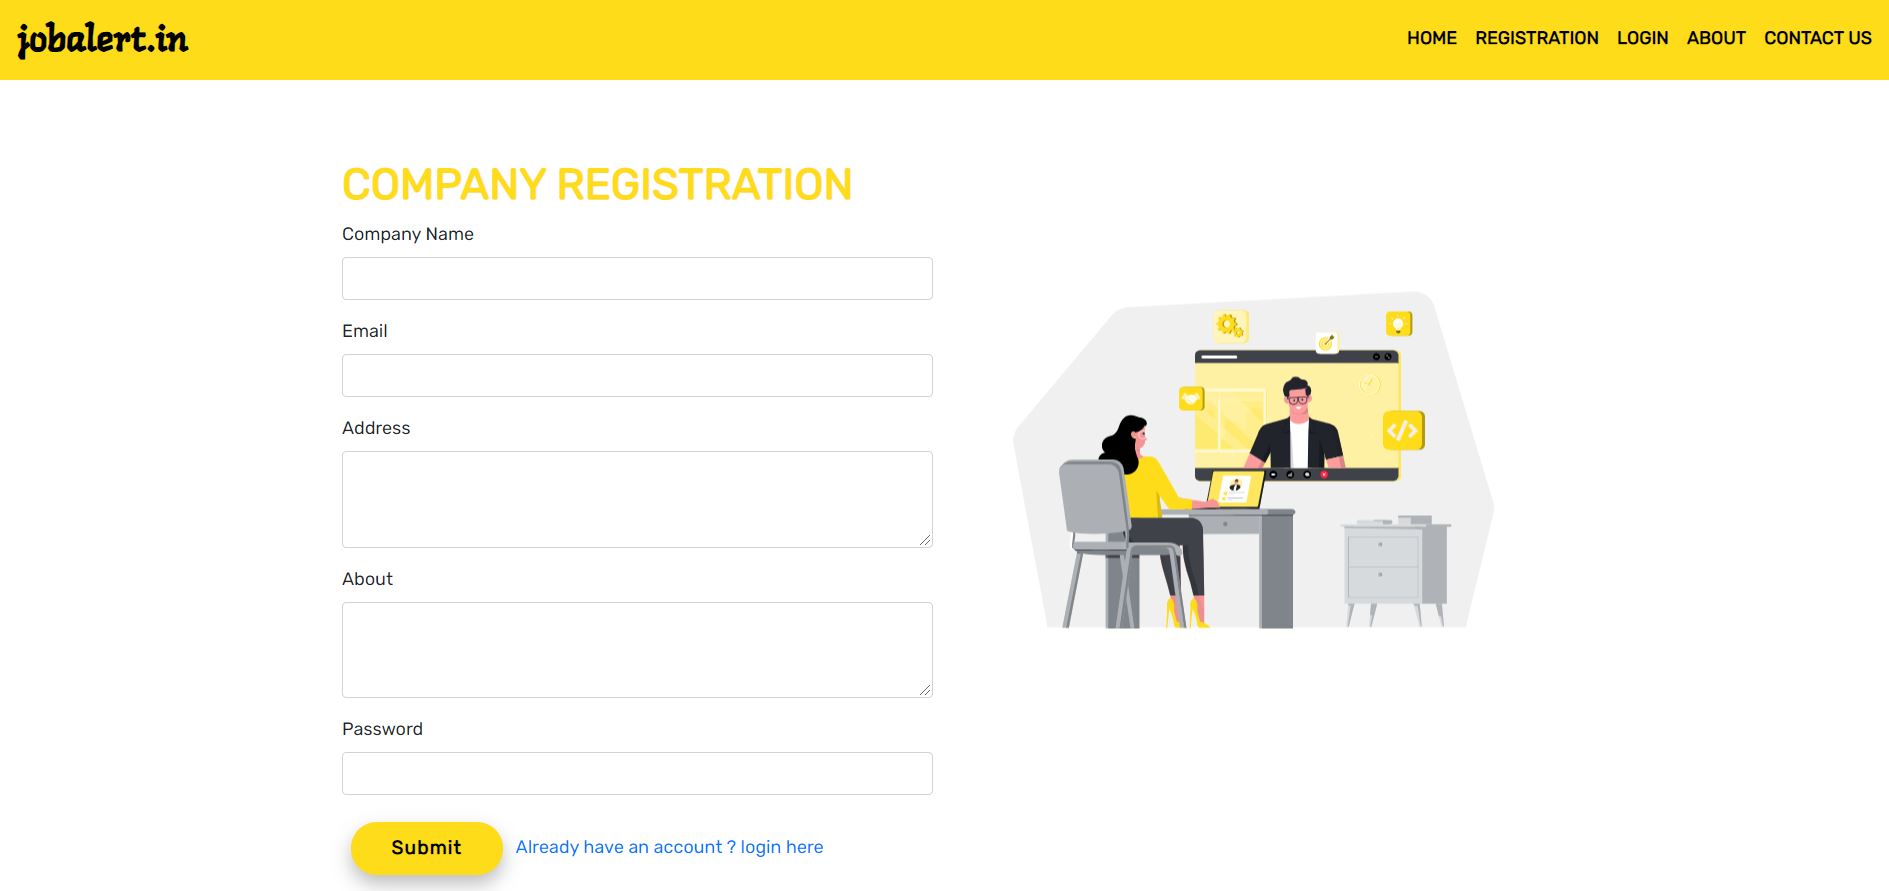 jobalert.in
HOME REGISTRATION LOGIN ABOUT CONTACT US
COMPANY REGISTRATION
Company Name
Email
Address
About
Password
Submit Already have an account ? login here